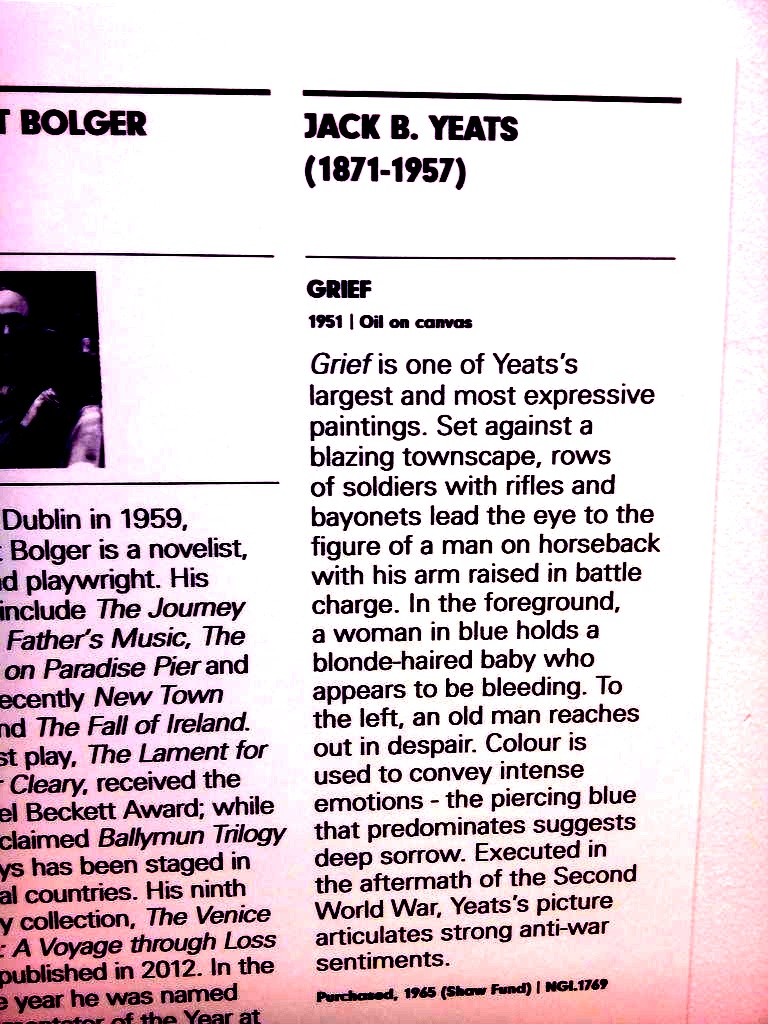 T BOLGER
Dublin in 1959,
Bolger is a novelist,
d playwright. His
include The Journey
Father's Music, The
on Paradise Pier and
ecently New Town
nd The Fall of Ireland.
st play, The Lament for
Cleary, received the
el Beckett Award; while
claimed Ballymun Trilogy
ys has been staged in
al countries. His ninth
y collection, The Venice
: A Voyage through Loss
published in 2012. In the
e year he was named
mentator of the Year at
JACK B. YEATS
(1871-1957)
GRIEF
1951 | Oil on canvas
Grief is one of Yeats's
largest and most expressive
paintings. Set against a
blazing townscape, rows
of soldiers with rifles and
bayonets lead the eye to the
figure of a man on horseback
with his arm raised in battle
charge. In the foreground,
a woman in blue holds a
blonde-haired baby who
appears to be bleeding. To
the left, an old man reaches
out in despair. Colour is
used to convey intense
emotions - the piercing blue
that predominates suggests
deep sorrow. Executed in
the aftermath of the Second
World War, Yeats's picture
articulates strong anti-war
sentiments.
Purchased, 1965 (Shaw Fund) | NGI.1769